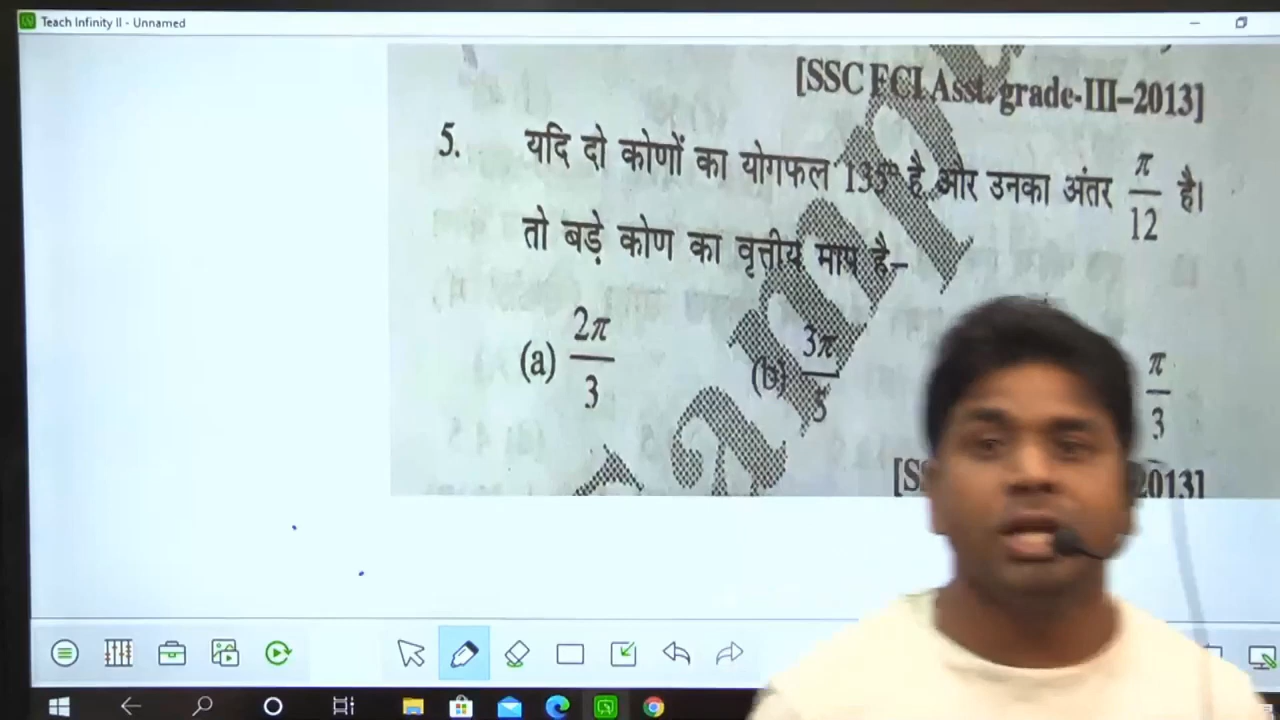 Teach Infinity II - Unnamed
[SSC FCI Asst. grade-III–2013]
5. यदि दो कोणों का योगफल 135° है और उनका अंतर π/12 है।
तो बड़े कोण का वृत्तीय माप है–
(a) 2π/3 (b) 3π/5 π/3
2013]